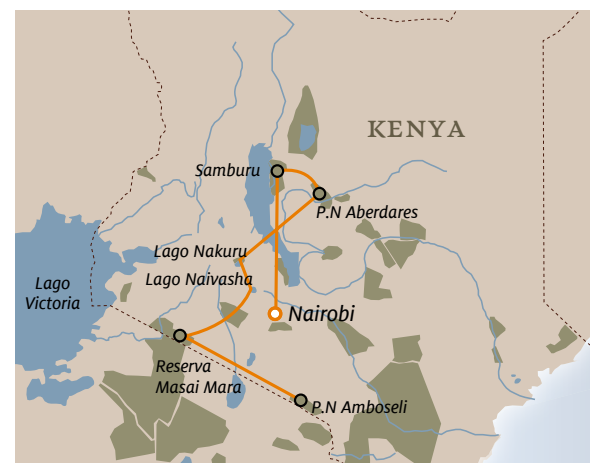 KENYA
Samburu
P.N Aberdares
Lago Nakuru
Lago Naivasha
Lago
Victoria
Nairobi
Reserva
Masai Mara
P.N Amboseli